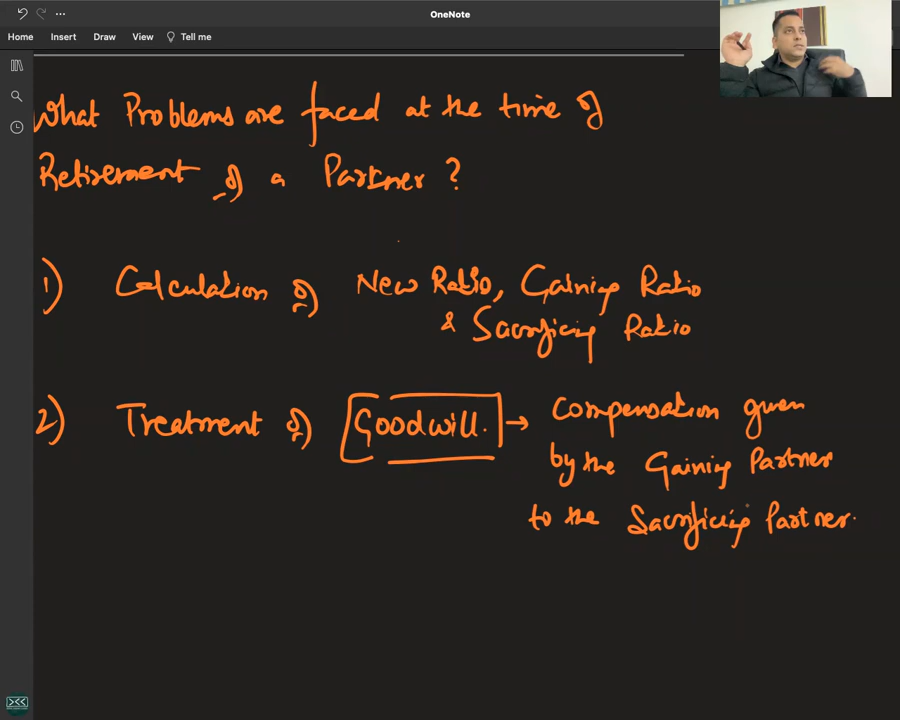 OneNote
Home Insert Draw View Tell me
What Problems are faced at the time of
Retirement of a Partner ?
1) Calculation of New Ratio, Gaining Ratio
& Sacrificing Ratio
2) Treatment of Goodwill. → Compensation given
by the Gaining Partner
to the Sacrificing Partner.